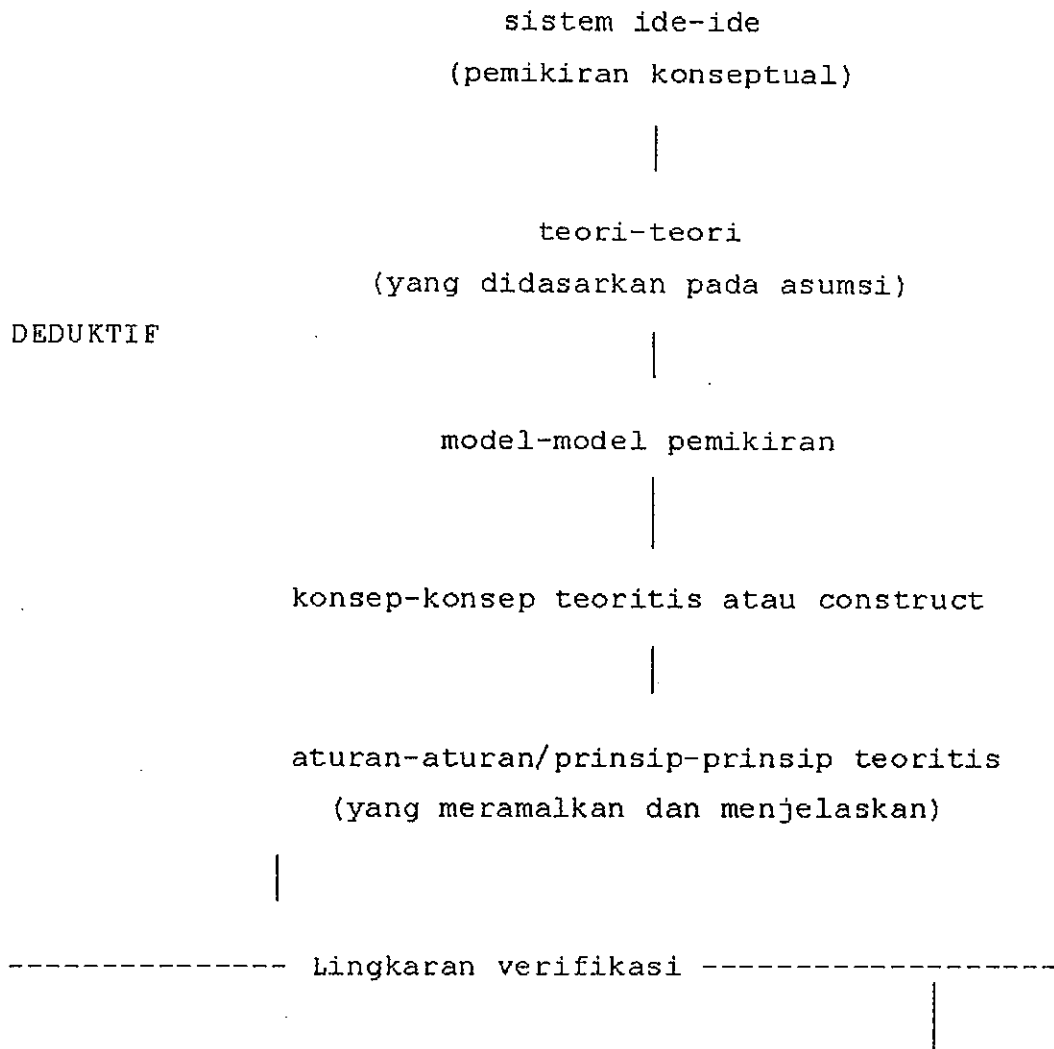 sistem ide-ide
(pemikiran konseptual)
teori-teori
(yang didasarkan pada asumsi)
DEDUKTIF
model-model pemikiran
konsep-konsep teoritis atau construct
aturan-aturan/prinsip-prinsip teoritis
(yang meramalkan dan menjelaskan)
--------------- Lingkaran verifikasi -------------------